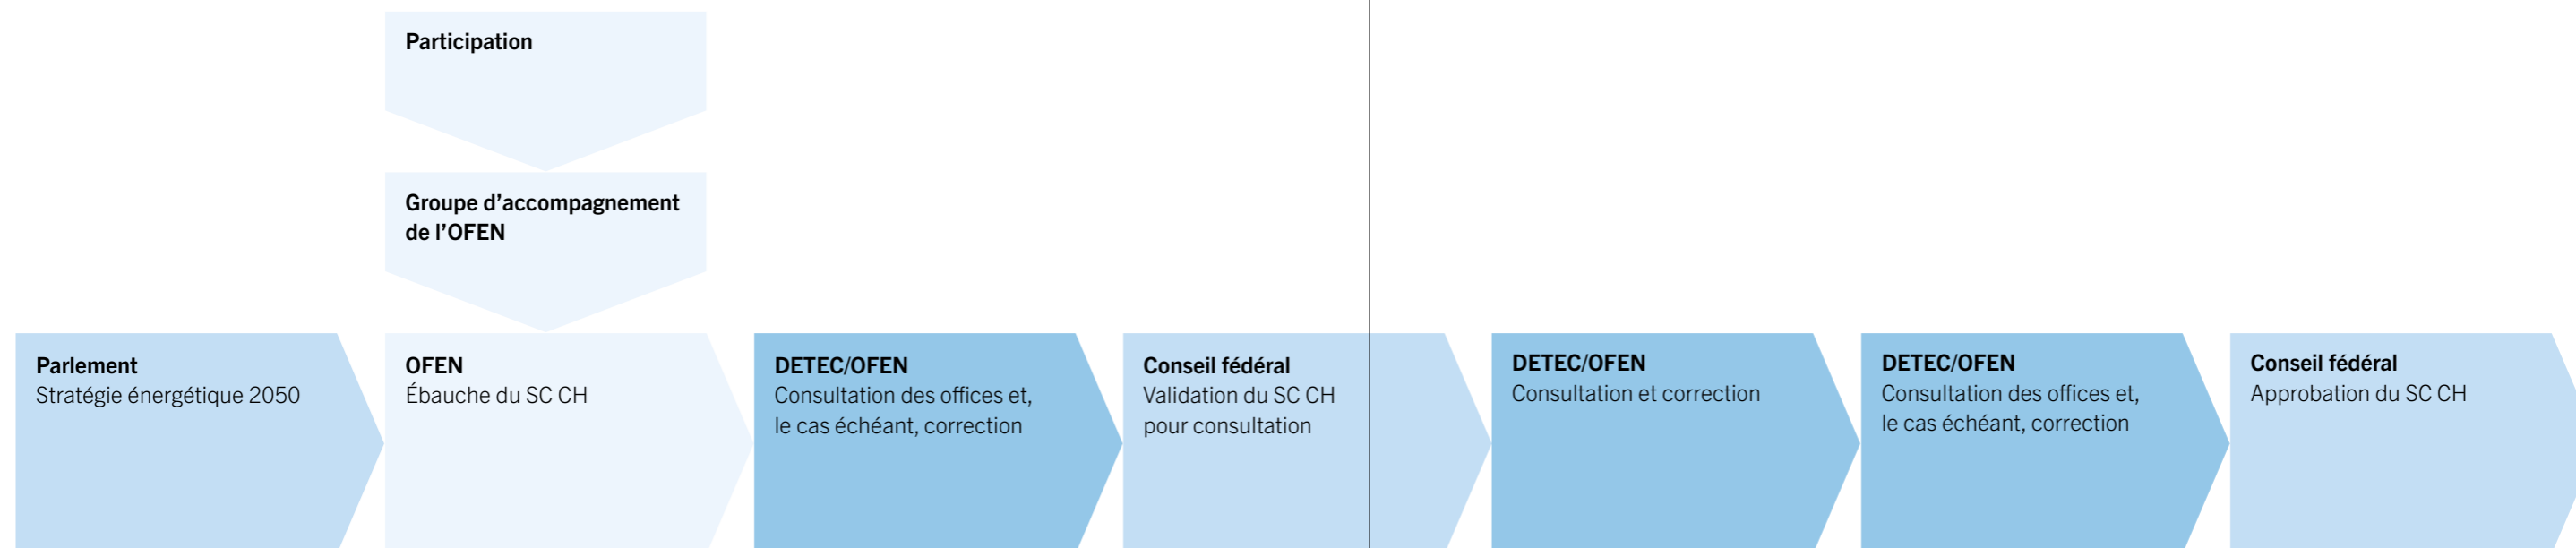 Participation
Groupe d’accompagnement
de l’OFEN
Parlement
Stratégie énergétique 2050
OFEN
Ébauche du SC CH
DETEC/OFEN
Consultation des offices et,
le cas échéant, correction
Conseil fédéral
Validation du SC CH
pour consultation
DETEC/OFEN
Consultation et correction
DETEC/OFEN
Consultation des offices et,
le cas échéant, correction
Conseil fédéral
Approbation du SC CH